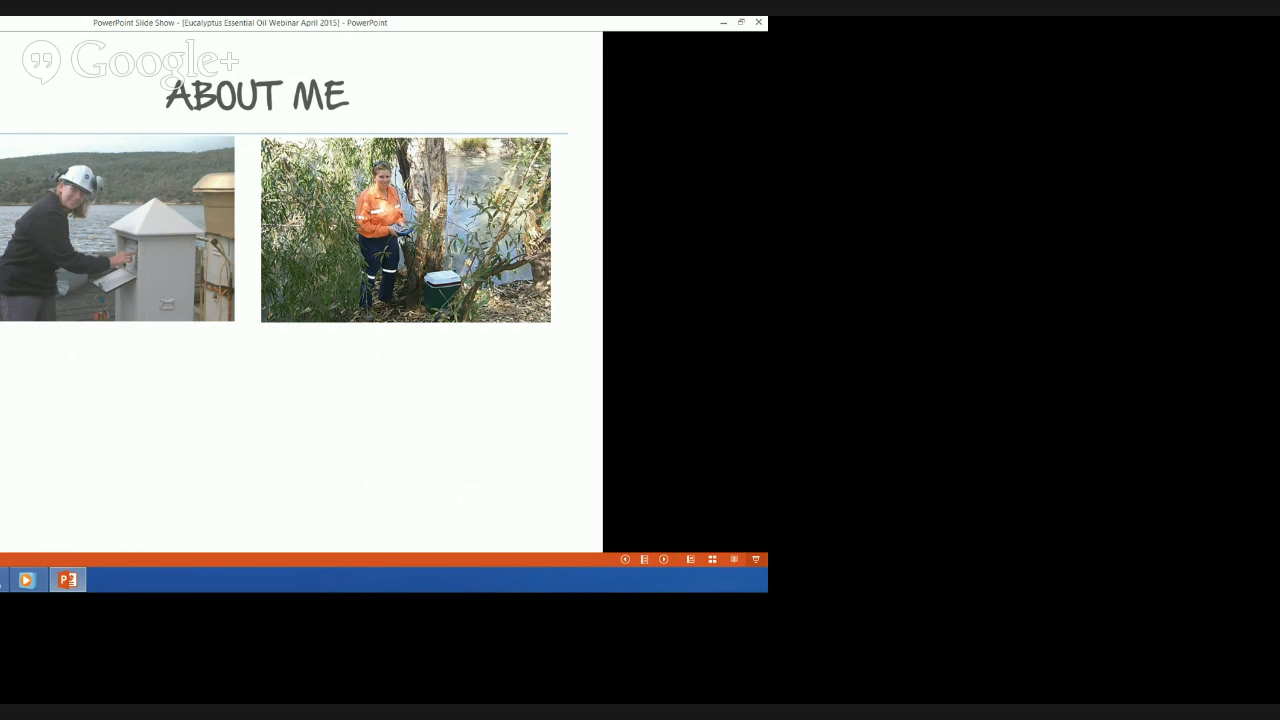 PowerPoint Slide Show - [Eucalyptus Essential Oil Webinar April 2015] - PowerPoint
Google+
ABOUT ME